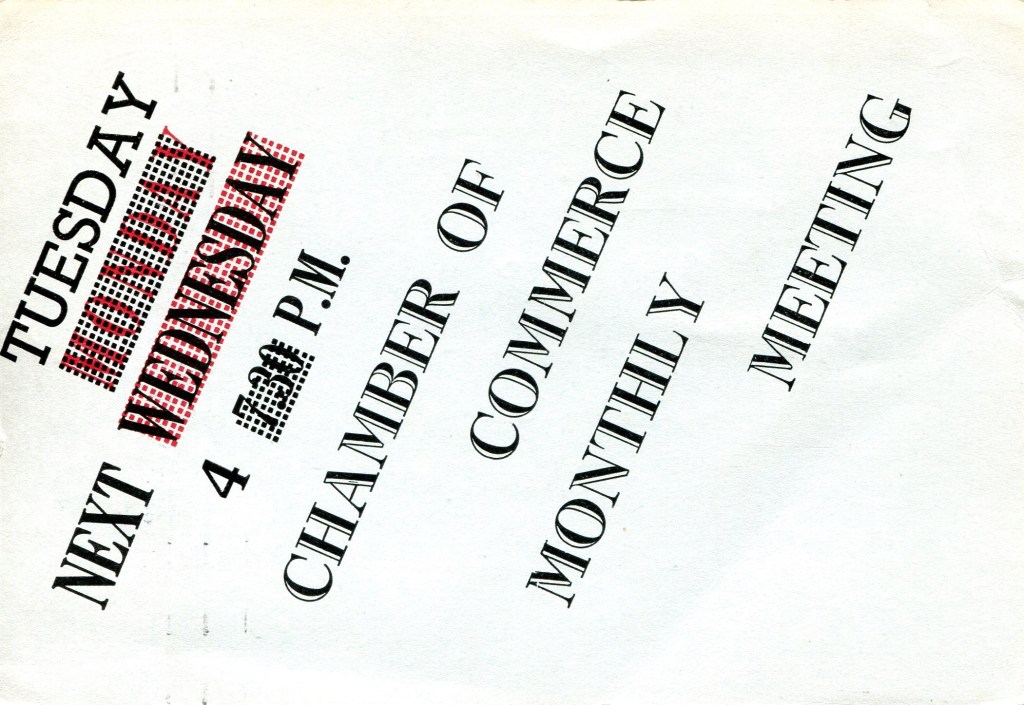 TUESDAY
MONDAY
NEXT WEDNESDAY
4 7:30 P.M.
CHAMBER OF
COMMERCE
MONTHLY
MEETING